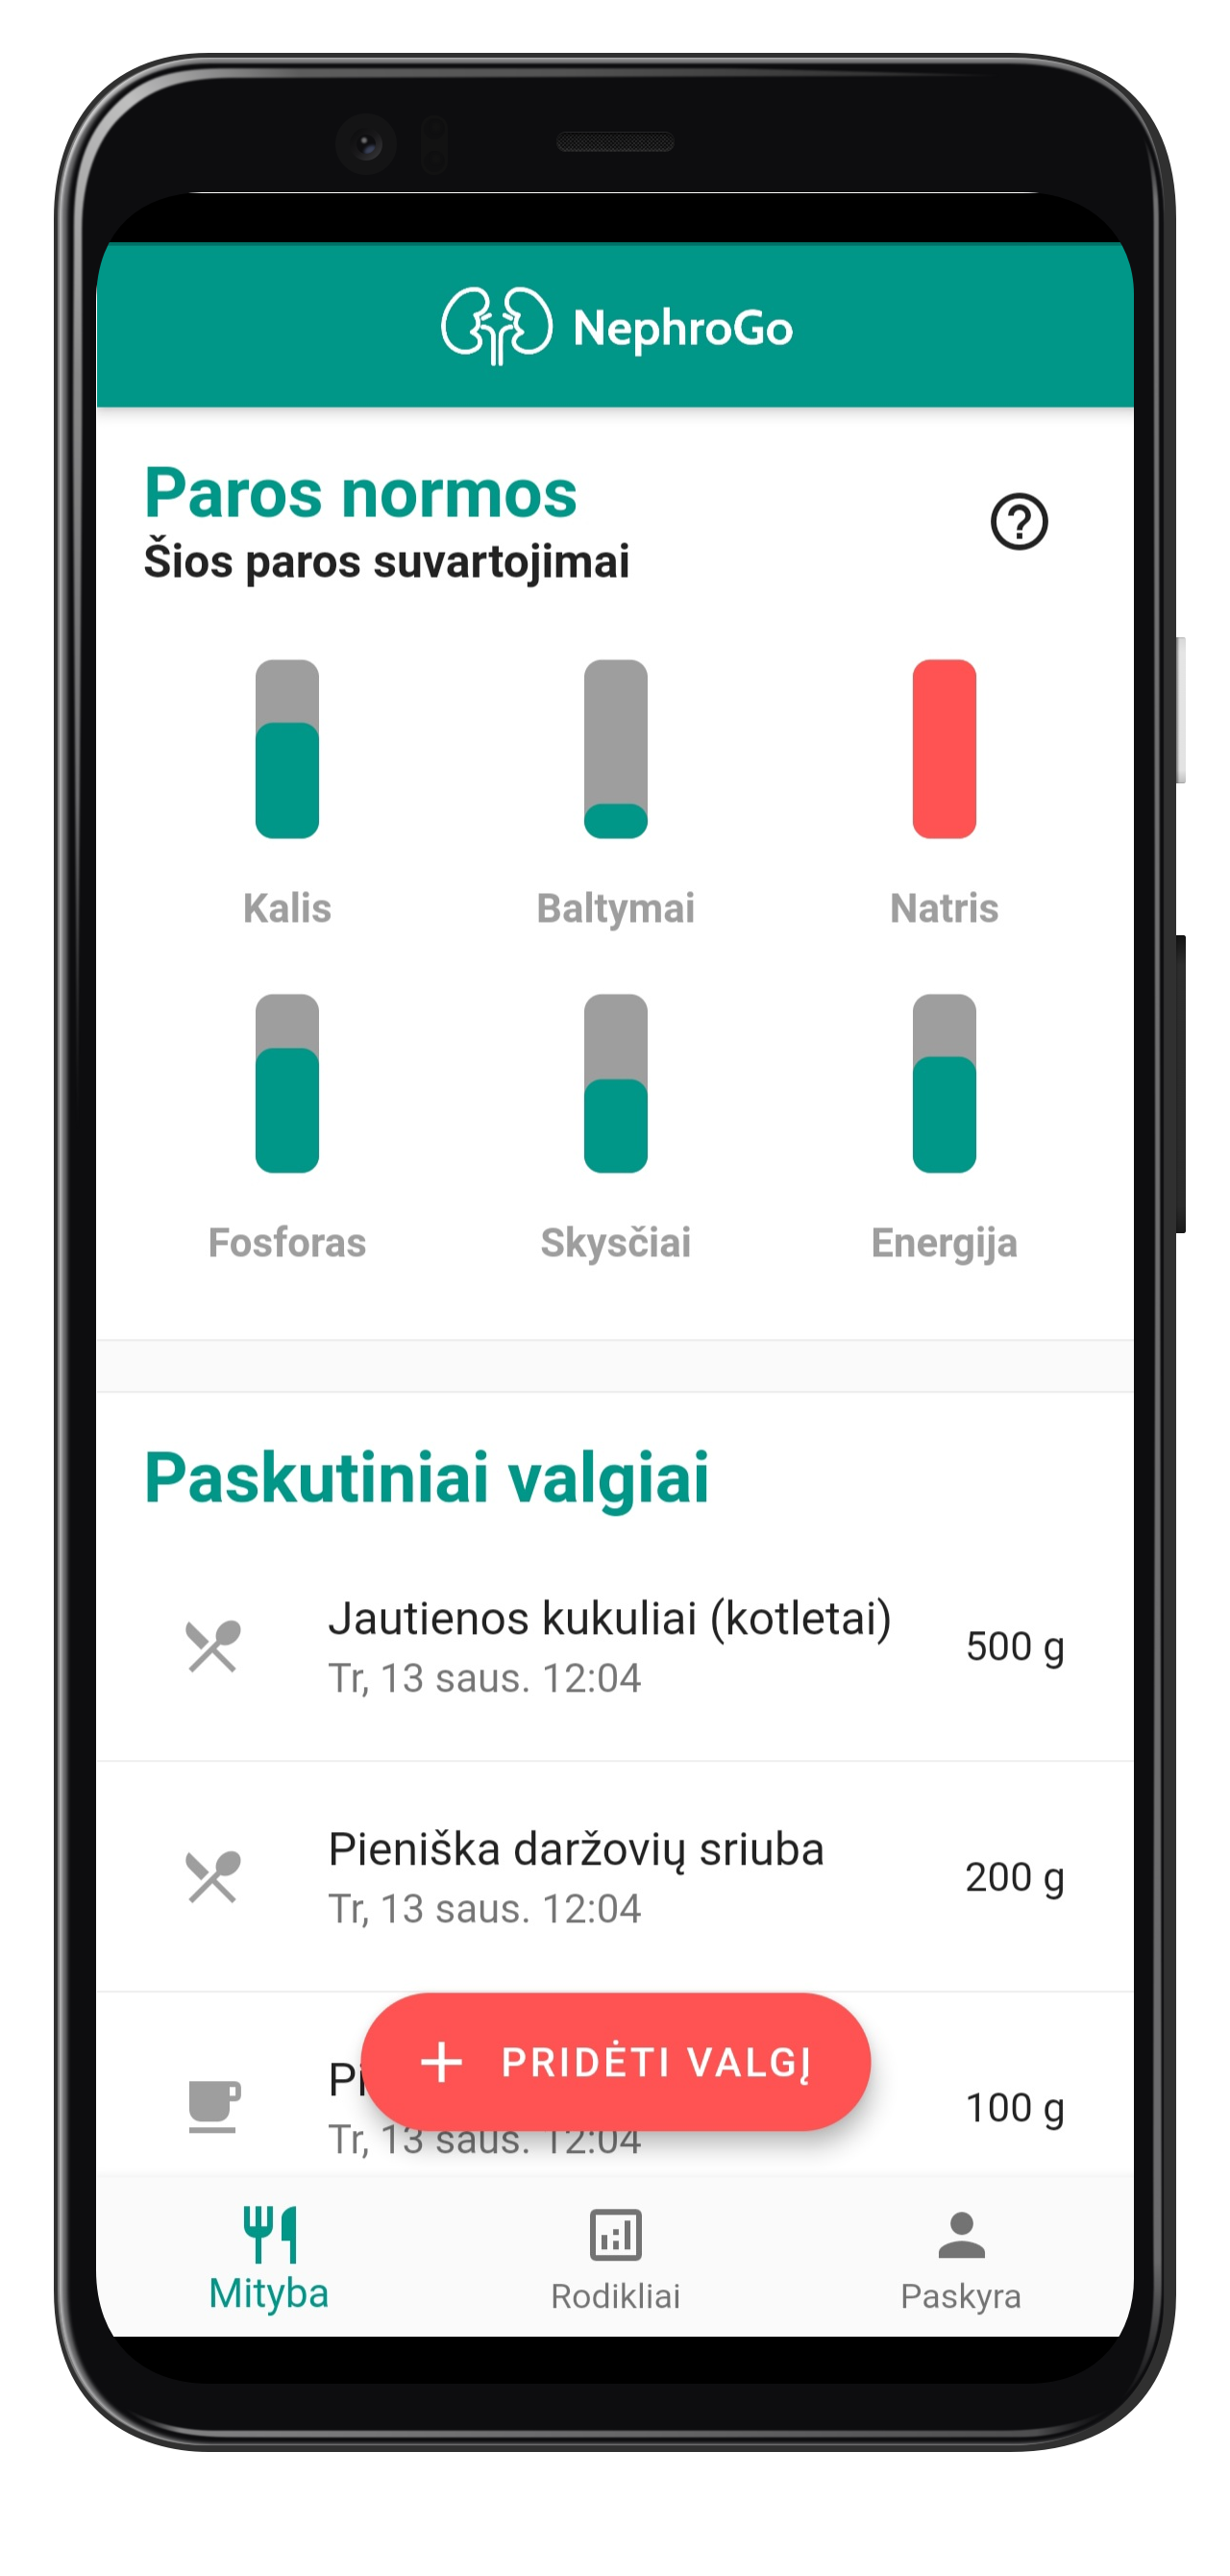 NephroGo
Paros normos
Šios paros suvartojimai
Kalis
Baltymai
Natris
Fosforas
Skysčiai
Energija
Paskutiniai valgiai
Jautienos kukuliai (kotletai)
500 g
Tr, 13 saus. 12:04
Pieniška daržovių sriuba
200 g
Tr, 13 saus. 12:04
100 g
Tr, 13 saus. 12:04
+ PRIDĖTI VALGĮ
Mityba
Rodikliai
Paskyra